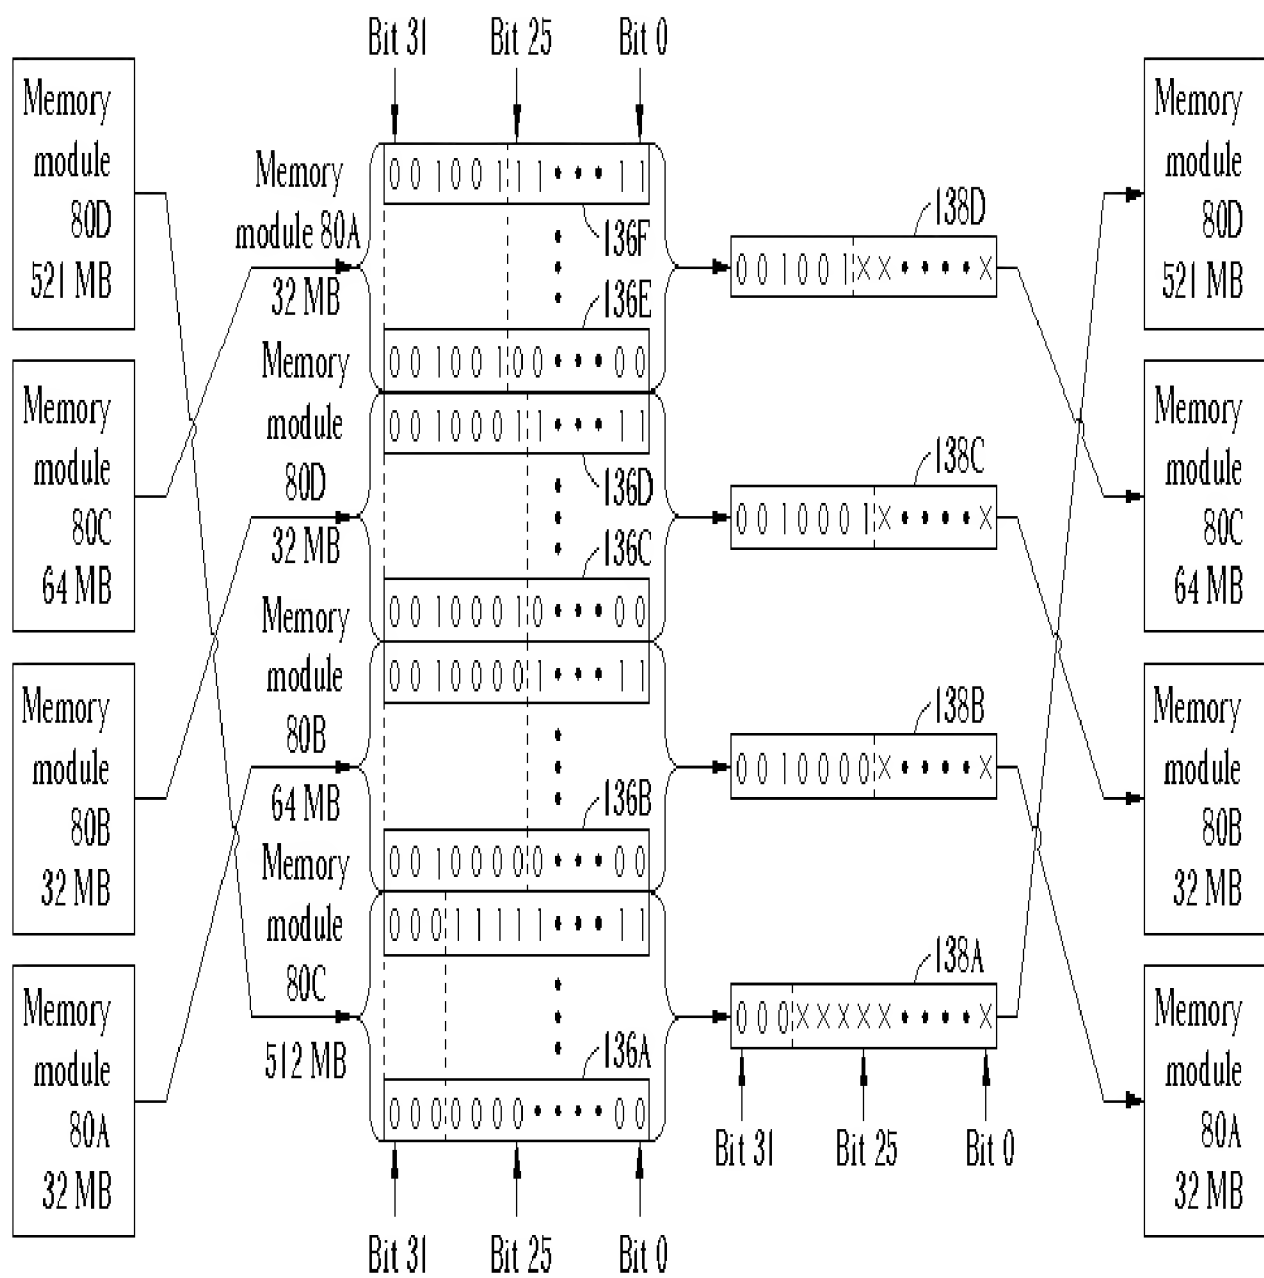 Bit 31 Bit 25 Bit 0
Memory
module
80D
521 MB
Memory
module
80C
64 MB
Memory
module
80B
32 MB
Memory
module
80A
32 MB
Memory
module 80A
32 MB
Memory
module
80D
32 MB
Memory
module
80B
64 MB
Memory
module
80C
512 MB
0 0 1 0 0 1 1 1 • • • 1 1
136F
136E
0 0 1 0 0 1 0 0 • • • 0 0
0 0 1 0 0 0 1 1 • • • 1 1
136D
136C
0 0 1 0 0 0 1 0 • • • 0 0
0 0 1 0 0 0 0 1 • • • 1 1
136B
0 0 1 0 0 0 0 0 • • • 0 0
0 0 0 1 1 1 1 1 • • • 1 1
136A
0 0 0 0 0 0 0 • • • • 0 0
Bit 31 Bit 25 Bit 0
138D
0 0 1 0 0 1 X X • • • • X
138C
0 0 1 0 0 0 1 X • • • • X
138B
0 0 1 0 0 0 0 X • • • • X
138A
0 0 0 X X X X X • • • • X
Bit 31 Bit 25 Bit 0
Memory
module
80D
521 MB
Memory
module
80C
64 MB
Memory
module
80B
32 MB
Memory
module
80A
32 MB